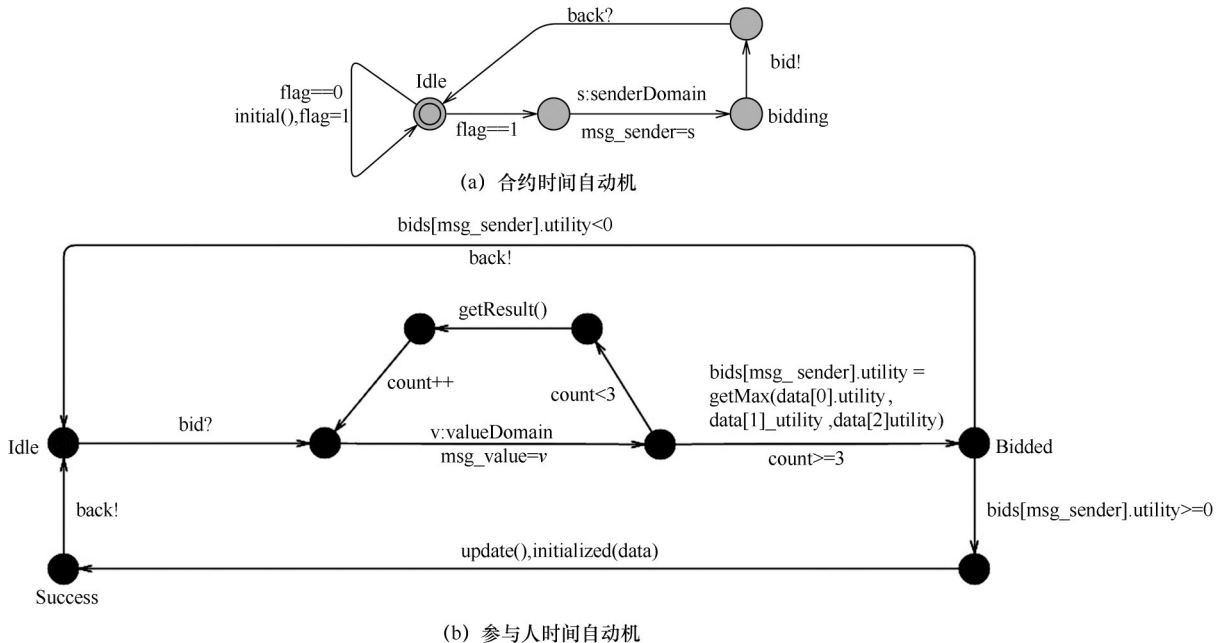 back?
bid!
Idle
flag==0
initial(),flag=1
flag==1
s:senderDomain
msg_sender=s
bidding
(a) 合约时间自动机
bids[msg_sender].utility<0
back!
getResult()
count++
count<3
bids[msg_ sender].utility =
getMax(data[0].utility,
data[1]_utility ,data[2]utility)
Idle
bid?
v:valueDomain
msg_value=v
count>=3
Bidded
back!
bids[msg_sender].utility>=0
update(),initialized(data)
Success
(b) 参与人时间自动机